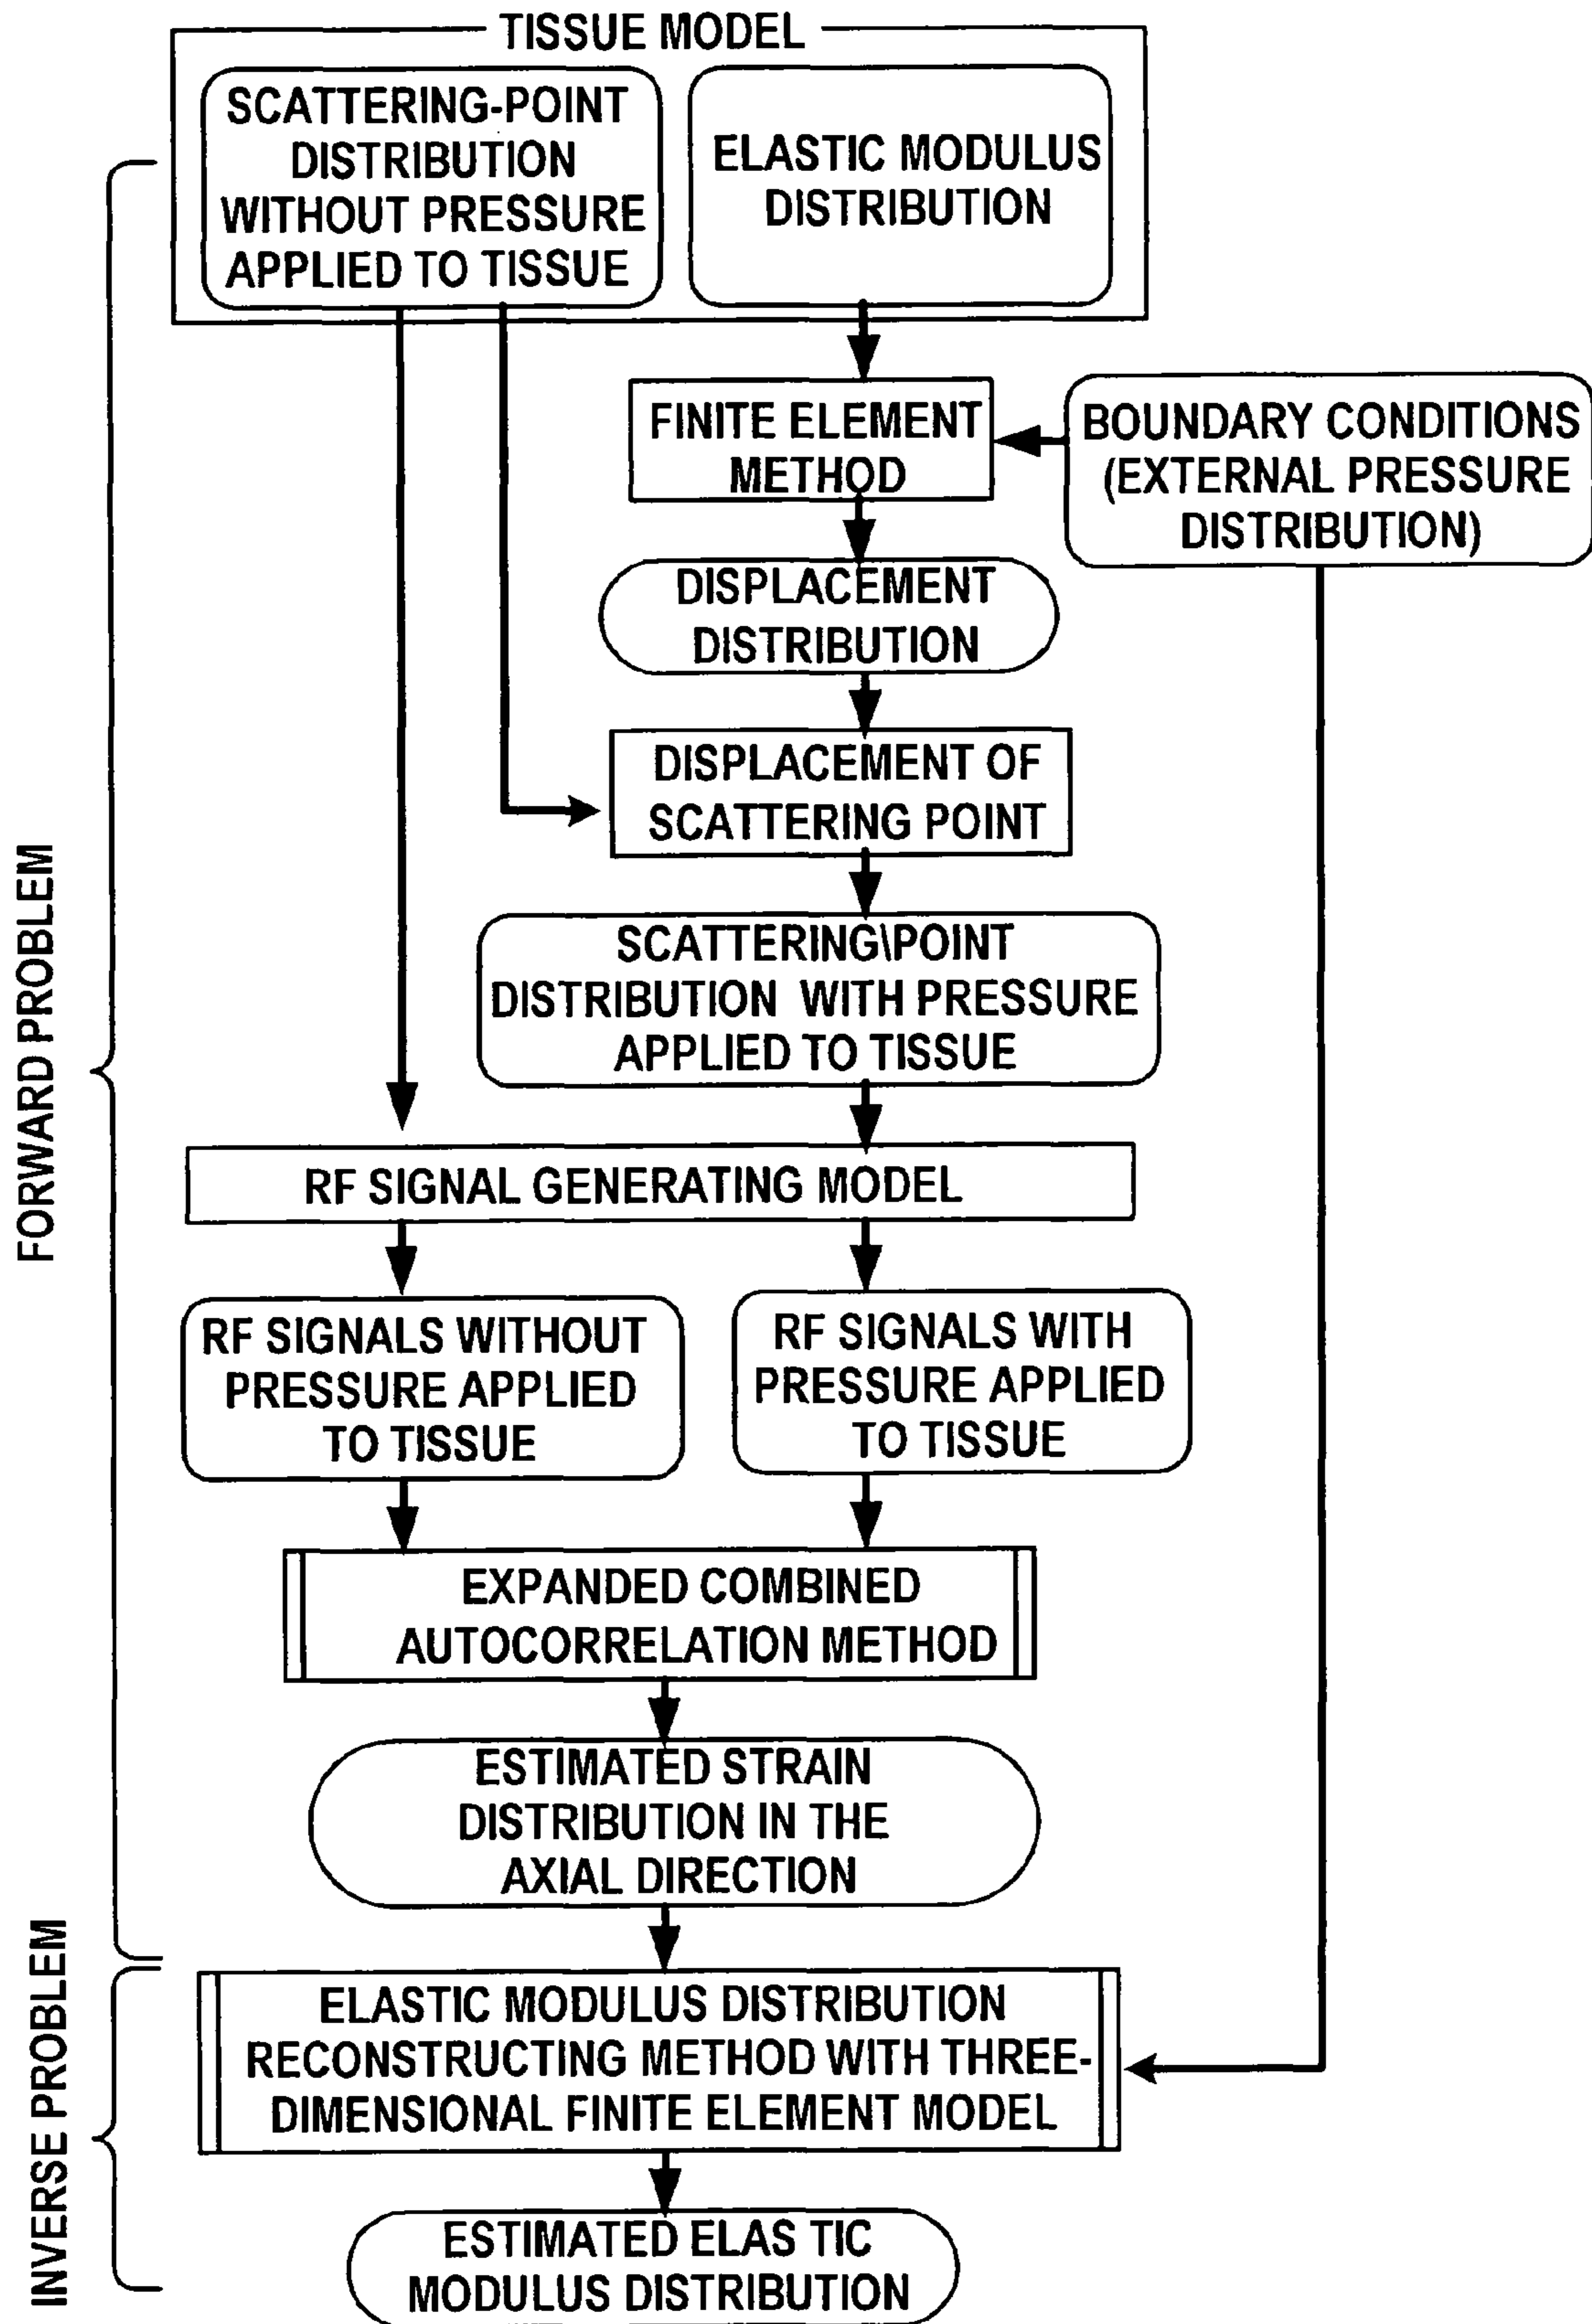 TISSUE MODEL
SCATTERING-POINT
DISTRIBUTION
WITHOUT PRESSURE
APPLIED TO TISSUE
ELASTIC MODULUS
DISTRIBUTION
FINITE ELEMENT
METHOD
BOUNDARY CONDITIONS
(EXTERNAL PRESSURE
DISTRIBUTION)
DISPLACEMENT
DISTRIBUTION
DISPLACEMENT OF
SCATTERING POINT
SCATTERING\POINT
DISTRIBUTION WITH PRESSURE
APPLIED TO TISSUE
RF SIGNAL GENERATING MODEL
RF SIGNALS WITHOUT
PRESSURE APPLIED
TO TISSUE
RF SIGNALS WITH
PRESSURE APPLIED
TO TISSUE
EXPANDED COMBINED
AUTOCORRELATION METHOD
ESTIMATED STRAIN
DISTRIBUTION IN THE
AXIAL DIRECTION
FORWARD PROBLEM
ELASTIC MODULUS DISTRIBUTION
RECONSTRUCTING METHOD WITH THREE-
DIMENSIONAL FINITE ELEMENT MODEL
ESTIMATED ELAS TIC
MODULUS DISTRIBUTION
INVERSE PROBLEM